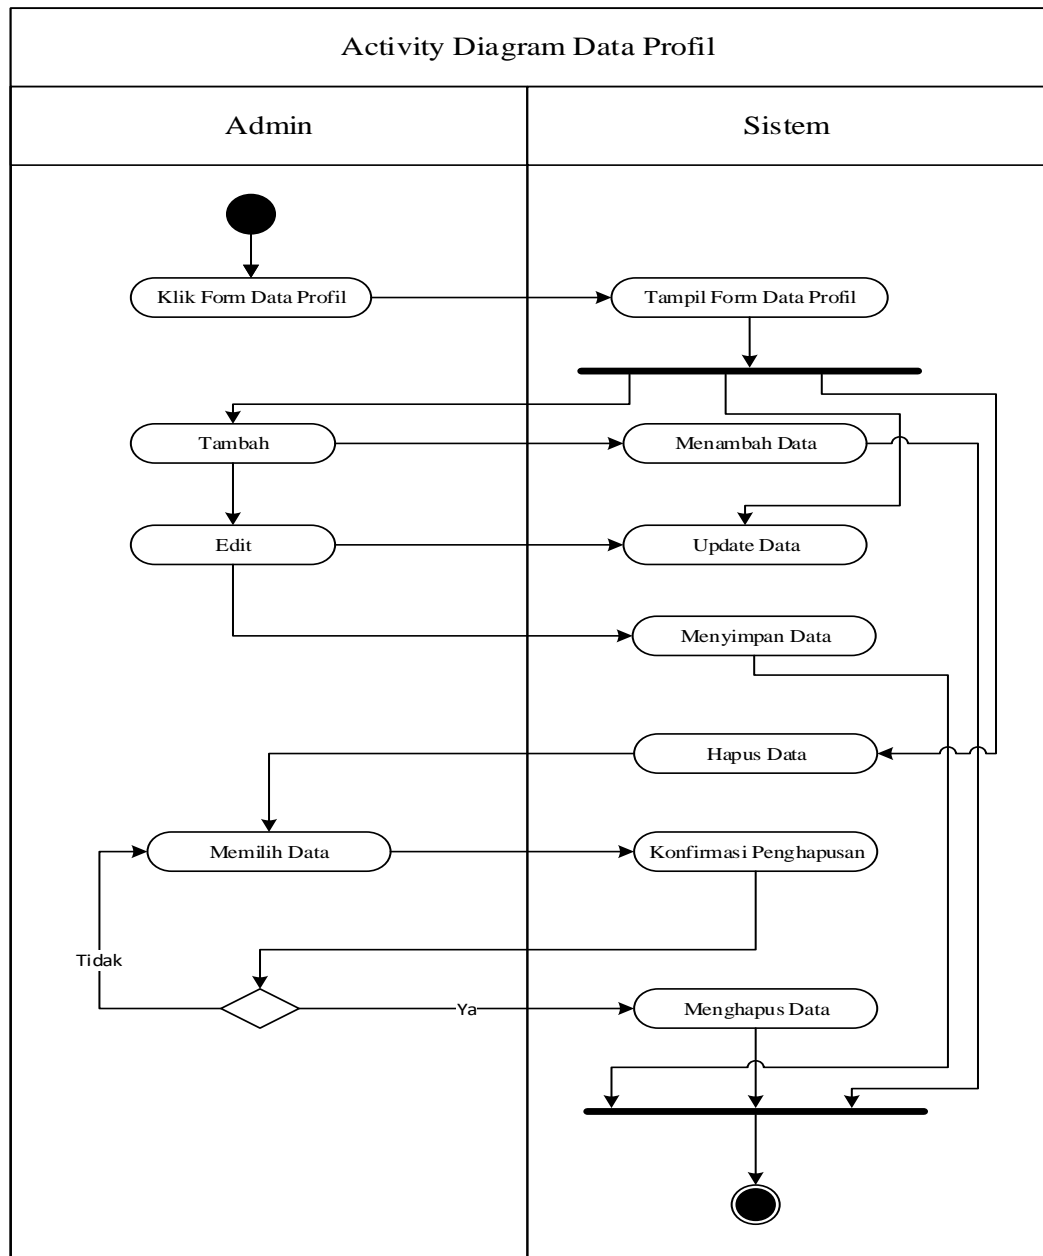 Activity Diagram Data Profil
Admin
Sistem
Klik Form Data Profil
Tampil Form Data Profil
Tambah
Menambah Data
Edit
Update Data
Menyimpan Data
Hapus Data
Memilih Data
Konfirmasi Penghapusan
Tidak
Ya
Menghapus Data